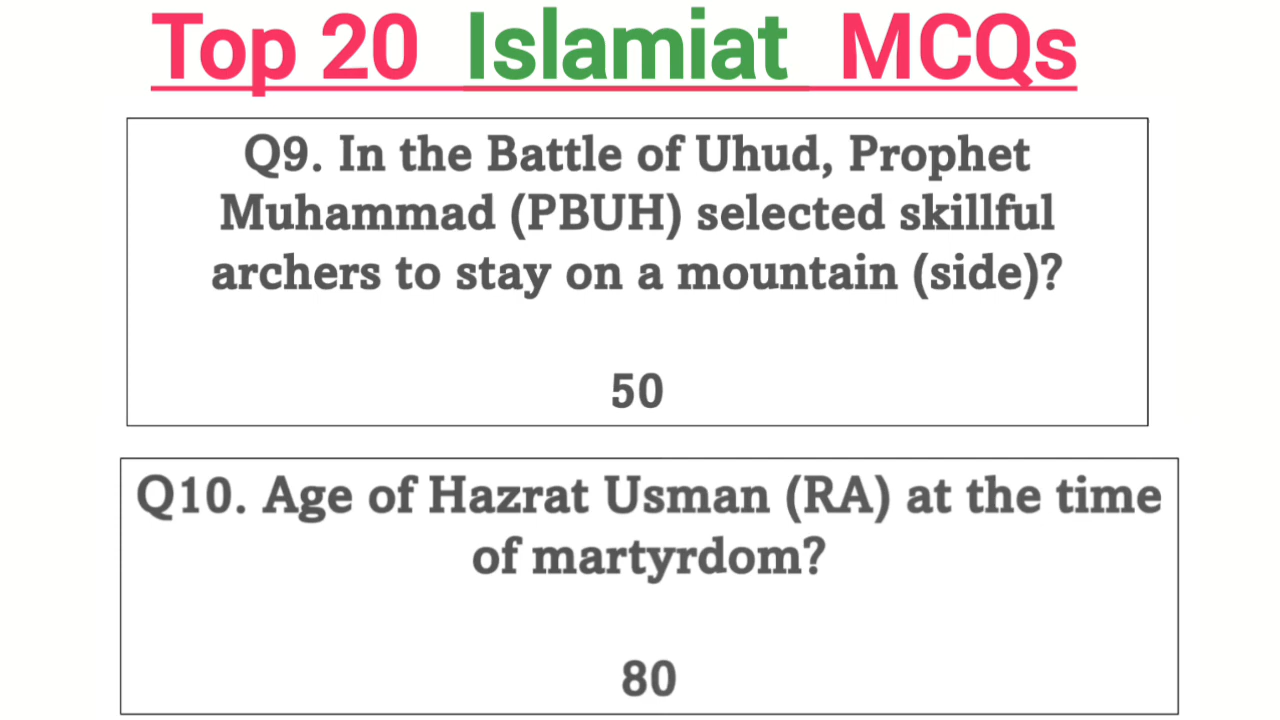 Top 20 Islamiat MCQs
Q9. In the Battle of Uhud, Prophet
Muhammad (PBUH) selected skillful
archers to stay on a mountain (side)?
50
Q10. Age of Hazrat Usman (RA) at the time
of martyrdom?
80